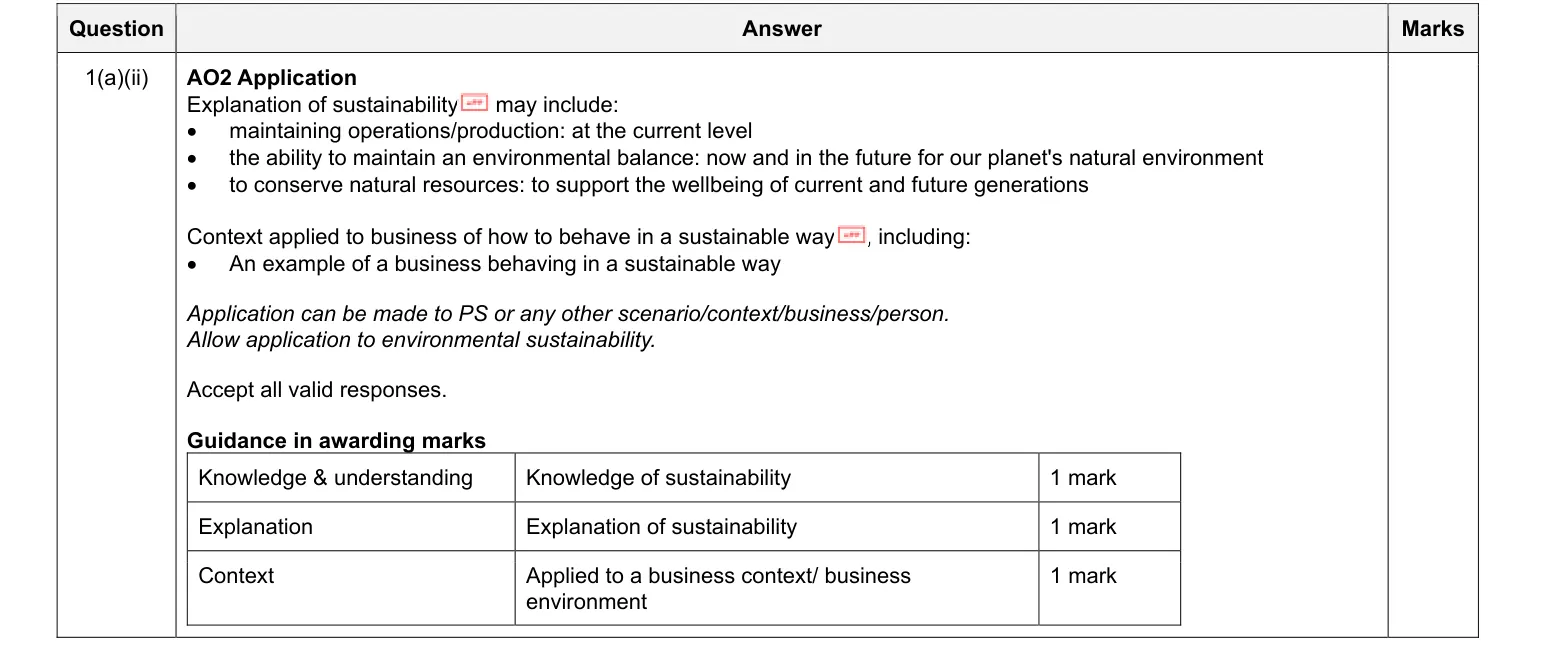 Question Answer Marks
1(a)(ii) AO2 Application
Explanation of sustainability may include:
• maintaining operations/production: at the current level
• the ability to maintain an environmental balance: now and in the future for our planet's natural environment
• to conserve natural resources: to support the wellbeing of current and future generations
Context applied to business of how to behave in a sustainable way, including:
• An example of a business behaving in a sustainable way
Application can be made to PS or any other scenario/context/business/person.
Allow application to environmental sustainability.
Accept all valid responses.
Guidance in awarding marks
Knowledge & understanding Knowledge of sustainability 1 mark
Explanation Explanation of sustainability 1 mark
Context Applied to a business context/ business 1 mark
environment